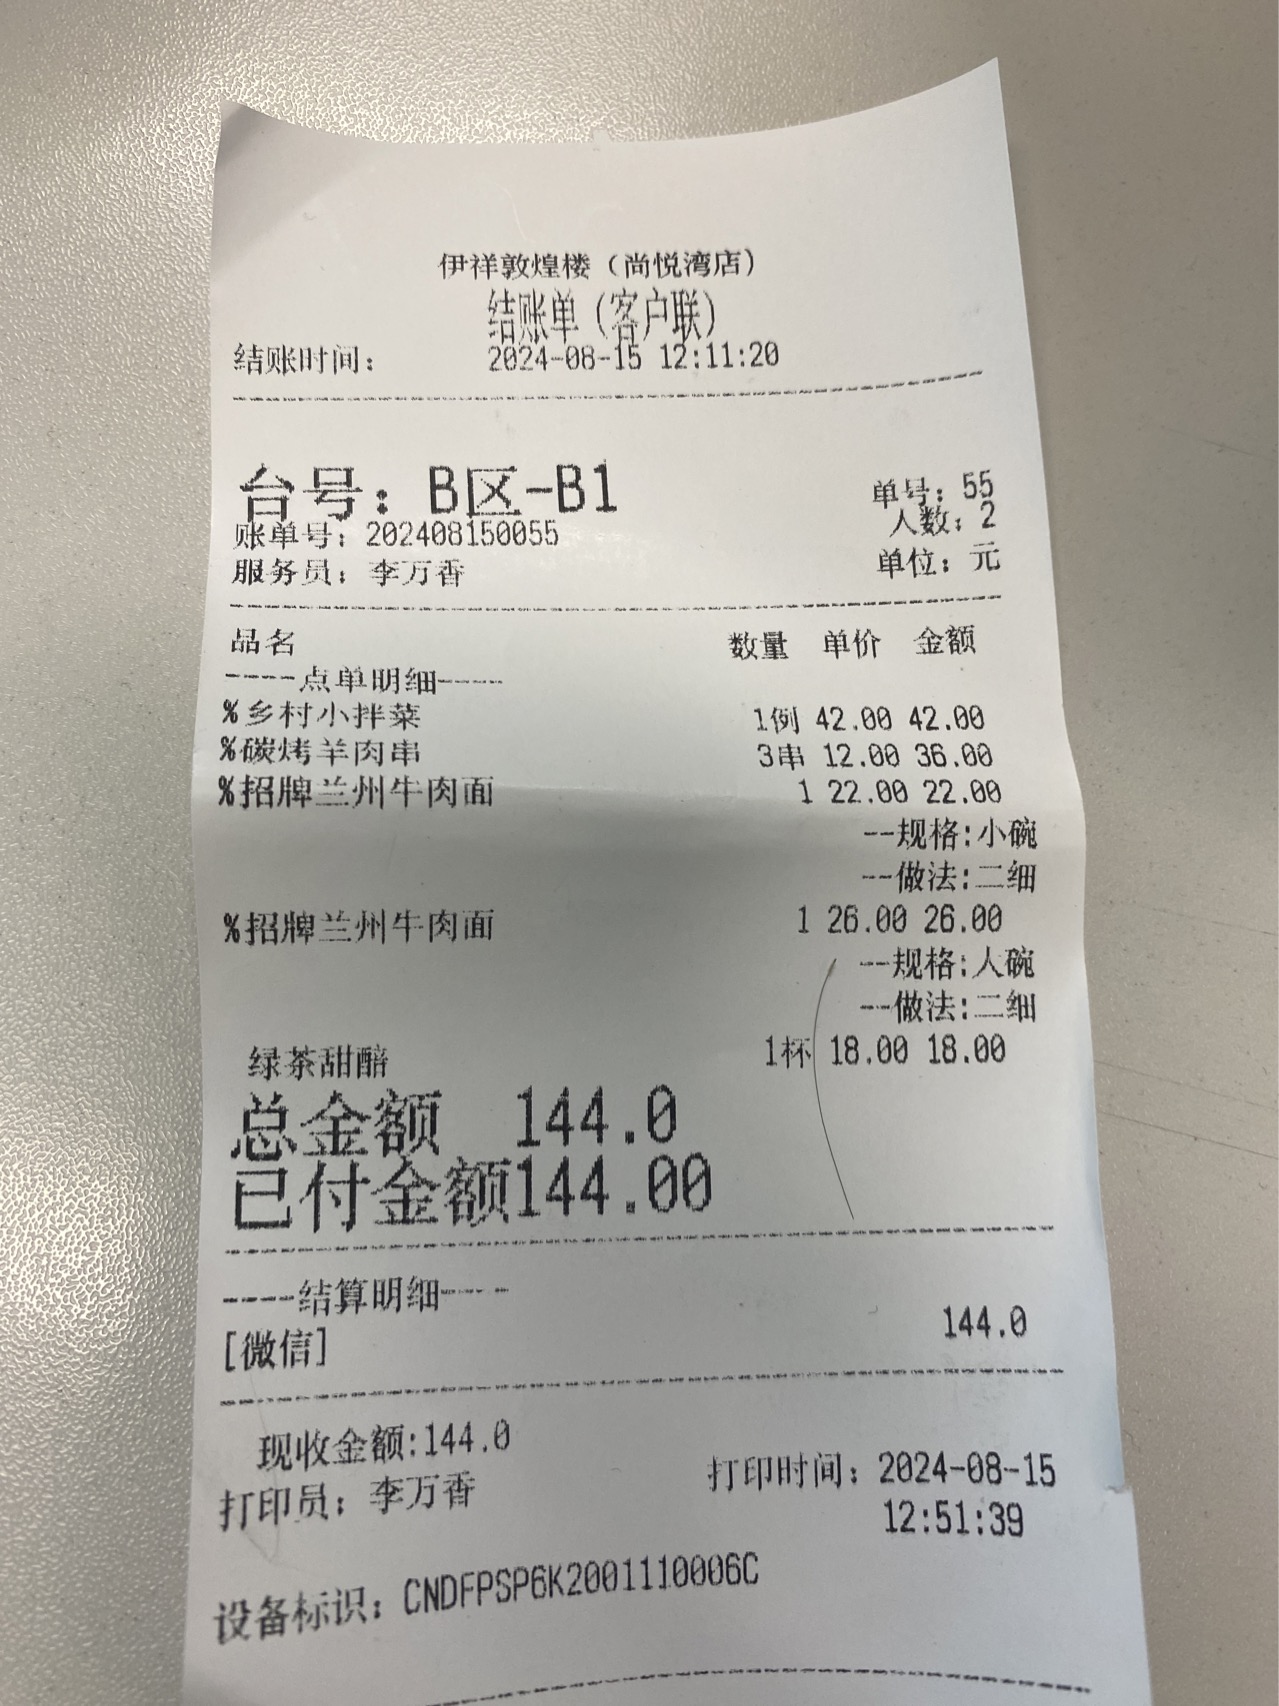 伊祥敦煌楼（尚悦湾店）
结账单（客户联）
结账时间： 2024-08-15 12:11:20
台号：B区-B1 单号：55
人数：2
账单号：202408150055
服务员：李万香 单位：元
品名 数量 单价 金额
----点单明细----
%乡村小拌菜 1例 42.00 42.00
%碳烤羊肉串 3串 12.00 36.00
%招牌兰州牛肉面 1 22.00 22.00
--规格:小碗
--做法:二细
%招牌兰州牛肉面 1 26.00 26.00
--规格:大碗
--做法:二细
绿茶甜醅 1杯 18.00 18.00
总金额 144.0
已付金额144.00
----结算明细----
[微信] 144.0
现收金额:144.0
打印员：李万香 打印时间：2024-08-15
12:51:39
设备标识：CNDFPSP6K2001110006C